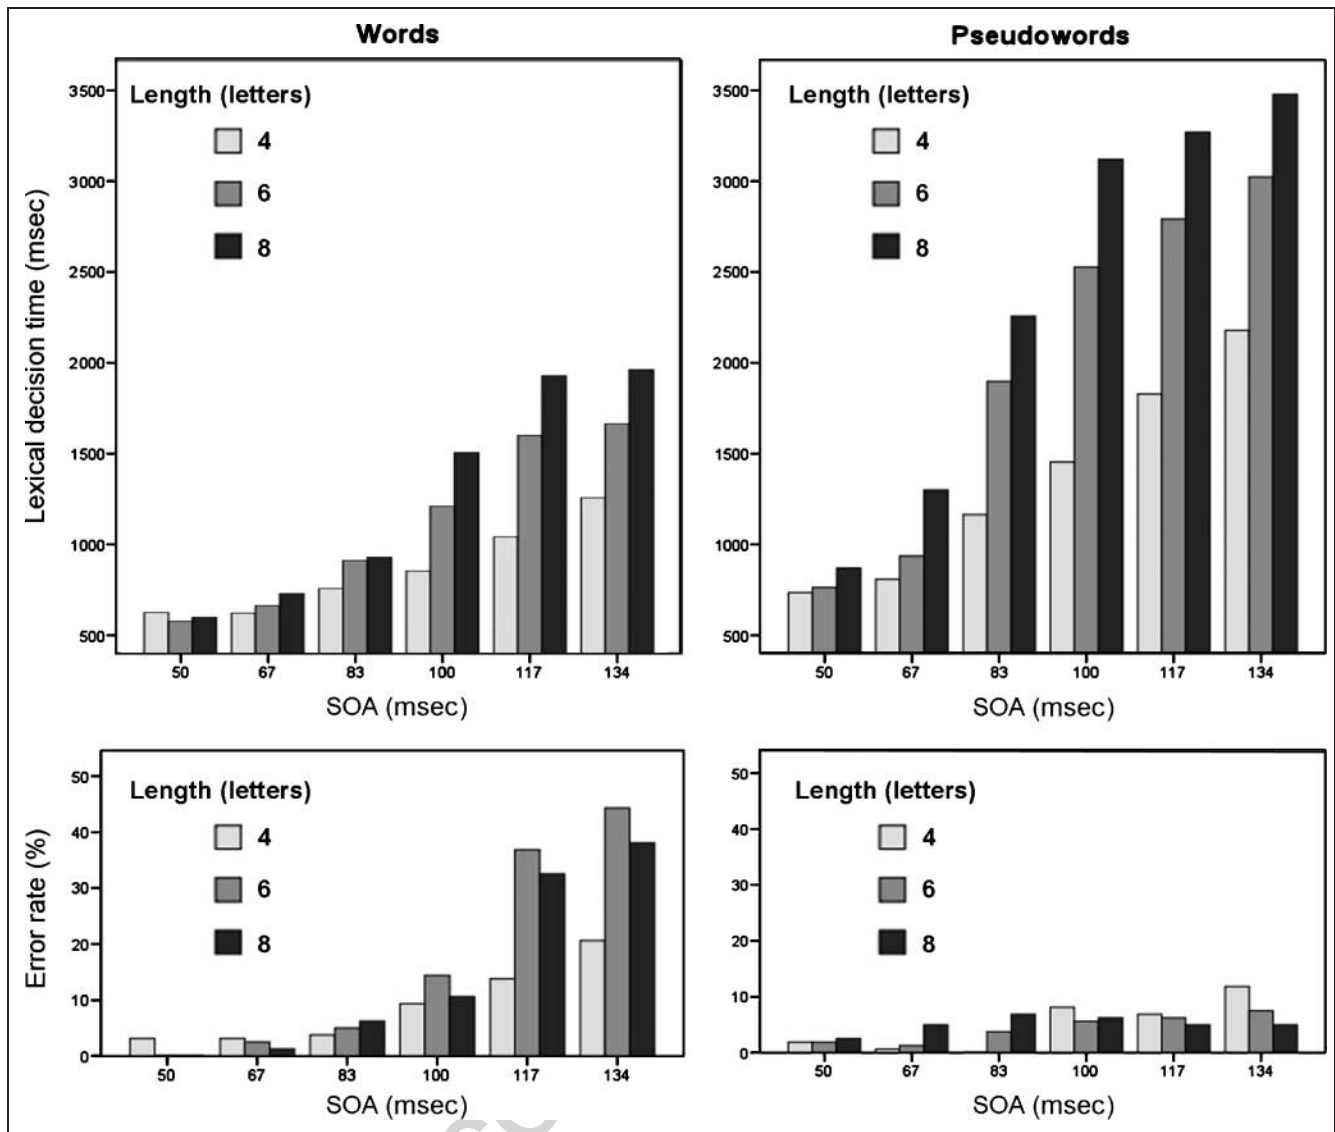 Words
Length (letters)
4
6
8
3500
3000
2500
2000
1500
1000
500
Lexical decision time (msec)
50 67 83 100 117 134
SOA (msec)
Pseudowords
Length (letters)
4
6
8
3500
3000
2500
2000
1500
1000
500
50 67 83 100 117 134
SOA (msec)
Length (letters)
4
6
8
50
40
30
20
10
0
Error rate (%)
50 67 83 100 117 134
SOA (msec)
Length (letters)
4
6
8
50
40
30
20
10
0
50 67 83 100 117 134
SOA (msec)